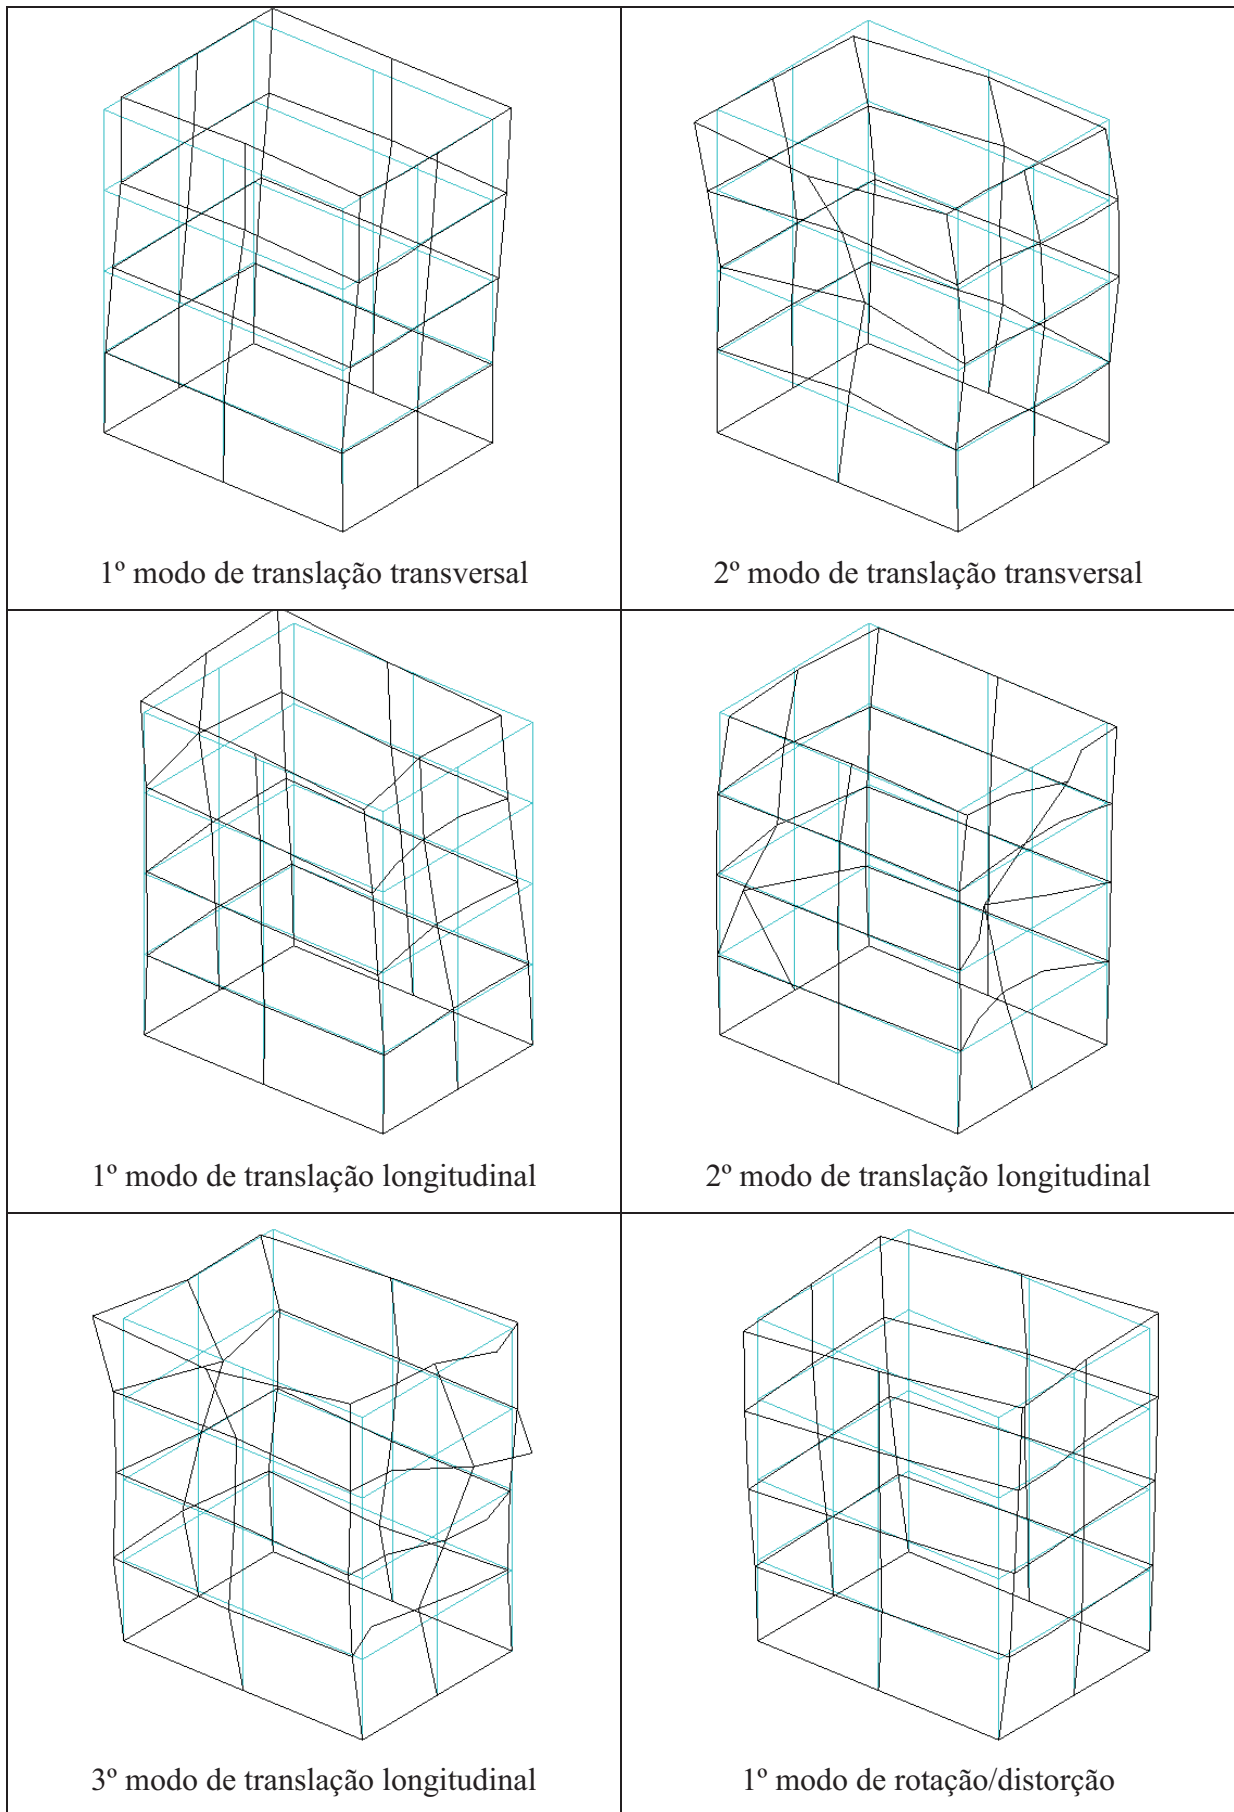 1º modo de translação transversal
2º modo de translação transversal
1º modo de translação longitudinal
2º modo de translação longitudinal
3º modo de translação longitudinal
1º modo de rotação/distorção